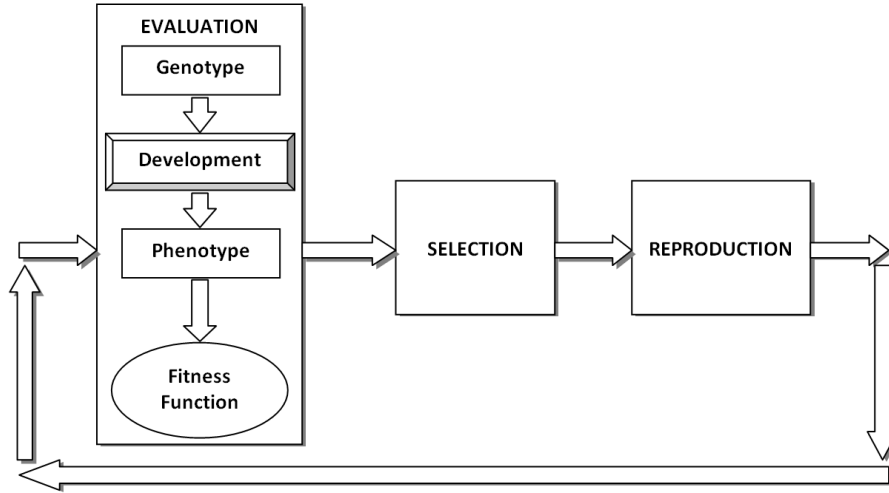 EVALUATION
Genotype
Development
Phenotype
Fitness
Function
SELECTION
REPRODUCTION